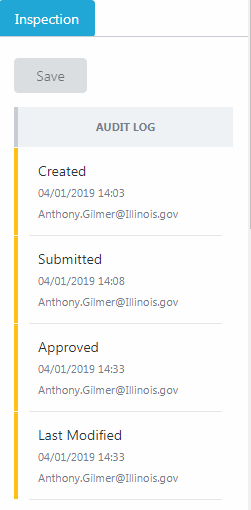 Inspection
Save
AUDIT LOG
Created
04/01/2019 14:03
Anthony.Gilmer@Illinois.gov
Submitted
04/01/2019 14:08
Anthony.Gilmer@Illinois.gov
Approved
04/01/2019 14:33
Anthony.Gilmer@Illinois.gov
Last Modified
04/01/2019 14:33
Anthony.Gilmer@Illinois.gov